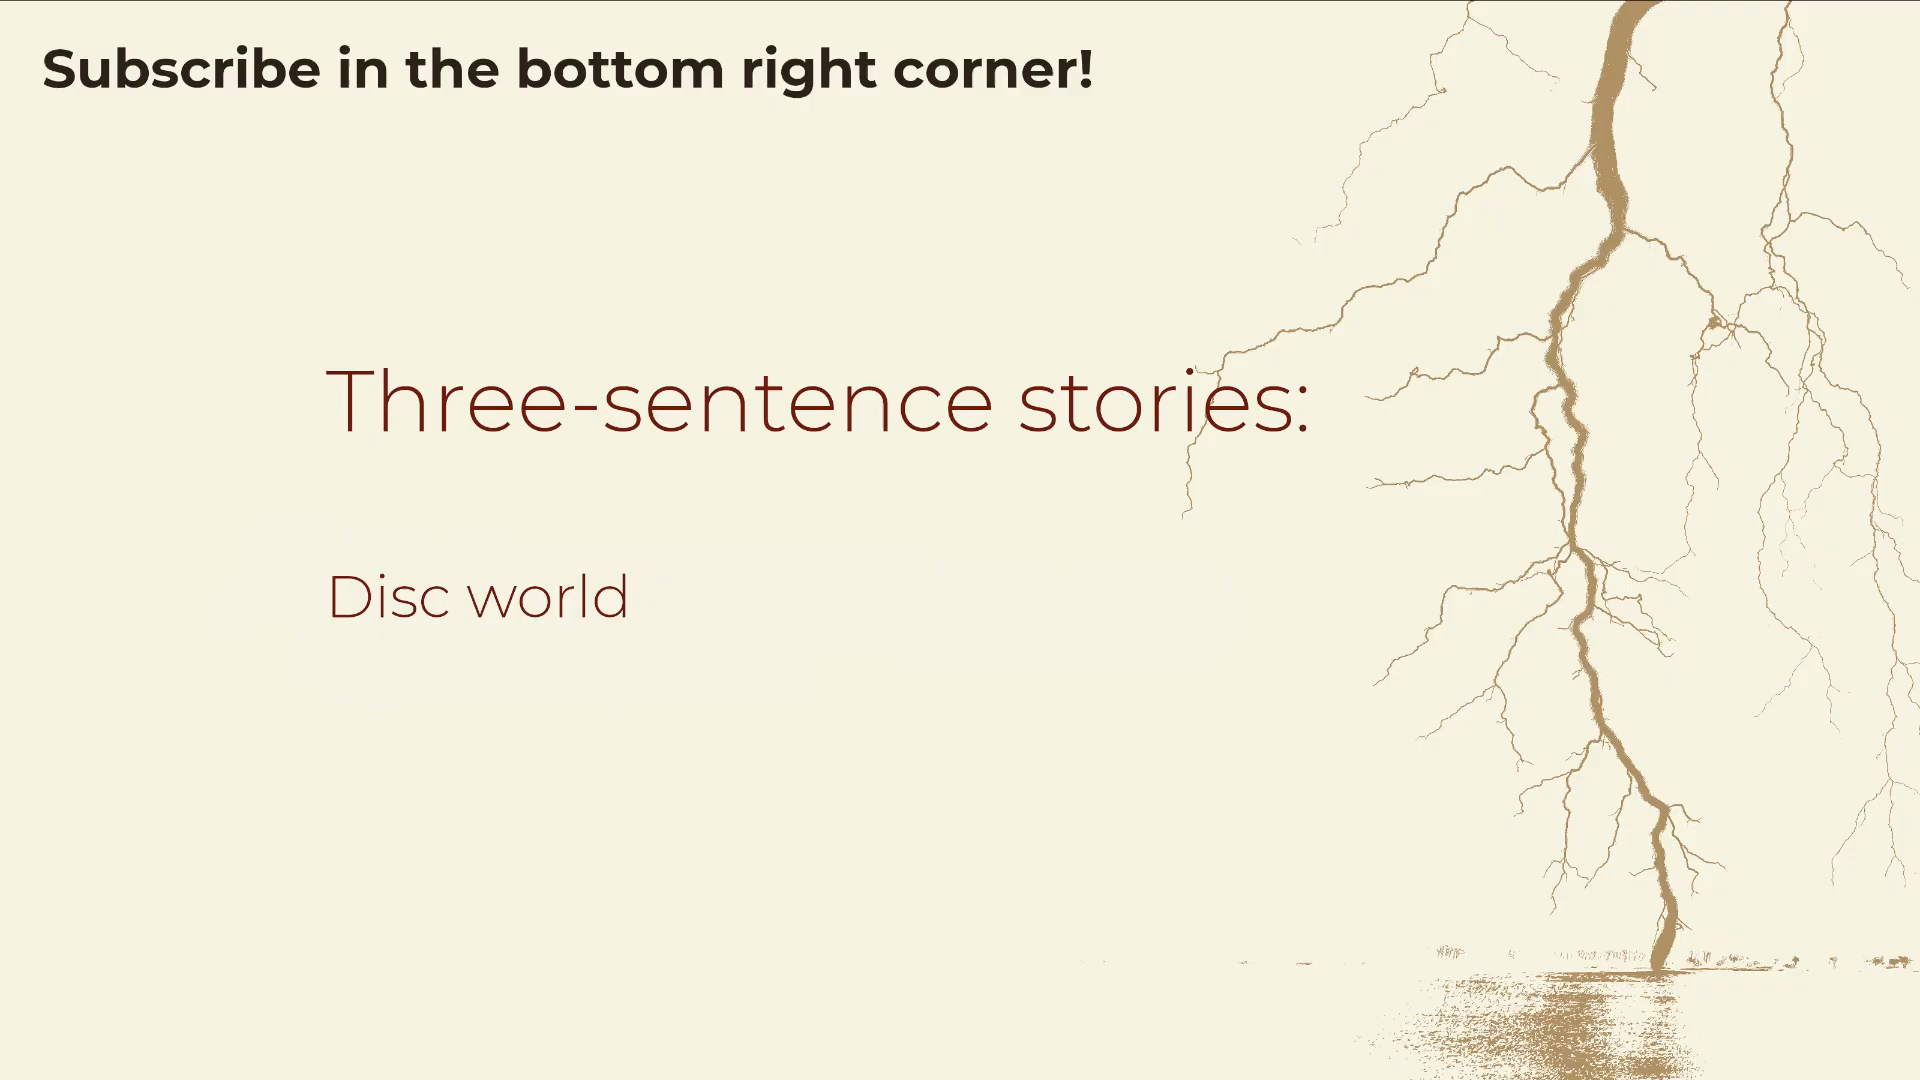 Subscribe in the bottom right corner!
Three-sentence stories:
Disc world